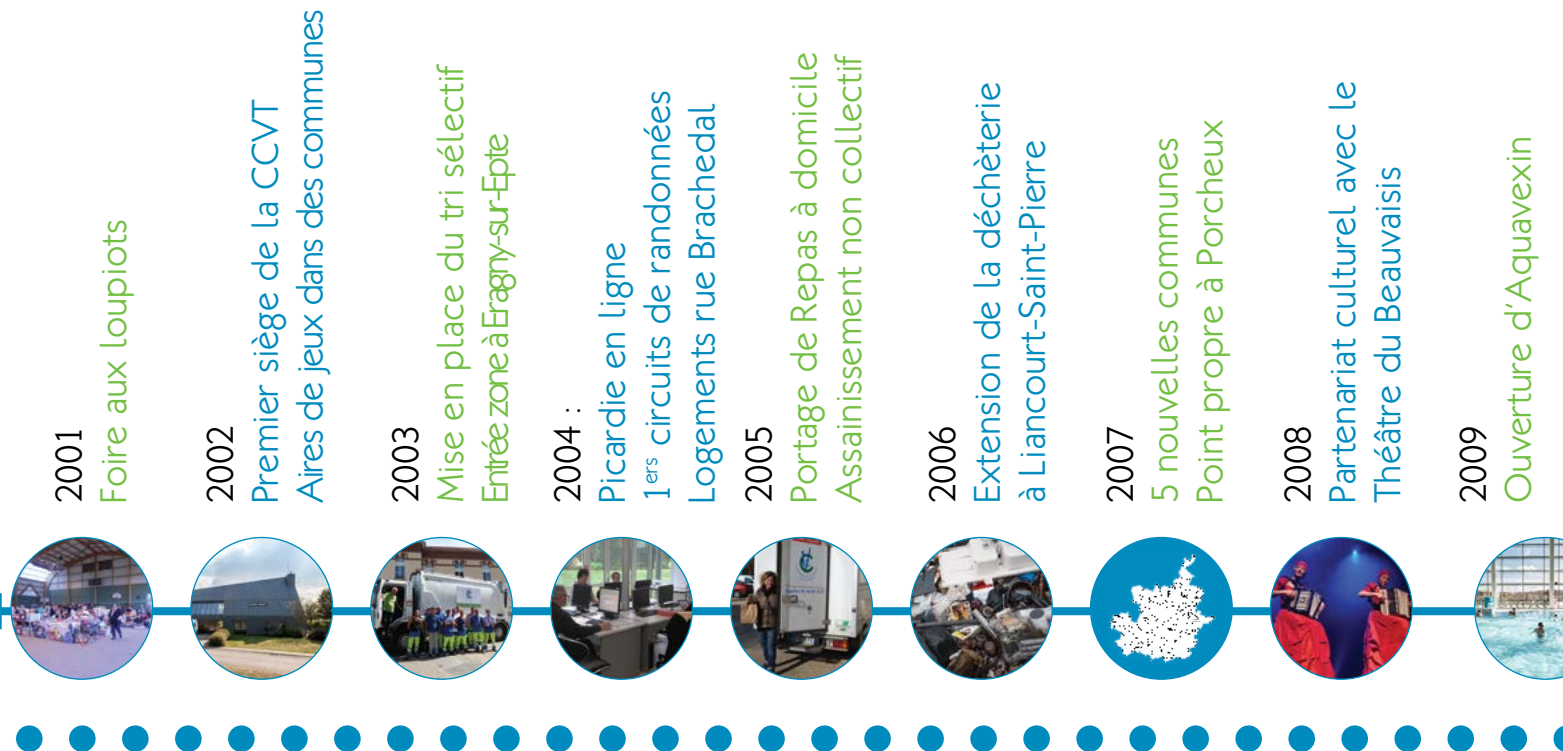 2001
Foire aux loupiots
2002
Premier siège de la CCVT
Aires de jeux dans des communes
2003
Mise en place du tri sélectif
Entrée zone à Eragny-sur-Epte
2004 :
Picardie en ligne
1ers circuits de randonnées
Logements rue Brachedal
2005
Portage de Repas à domicile
Assainissement non collectif
2006
Extension de la déchèterie
à Liancourt-Saint-Pierre
2007
5 nouvelles communes
Point propre à Porcheux
2008
Partenariat culturel avec le
Théâtre du Beauvaisis
2009
Ouverture d'Aquavexin